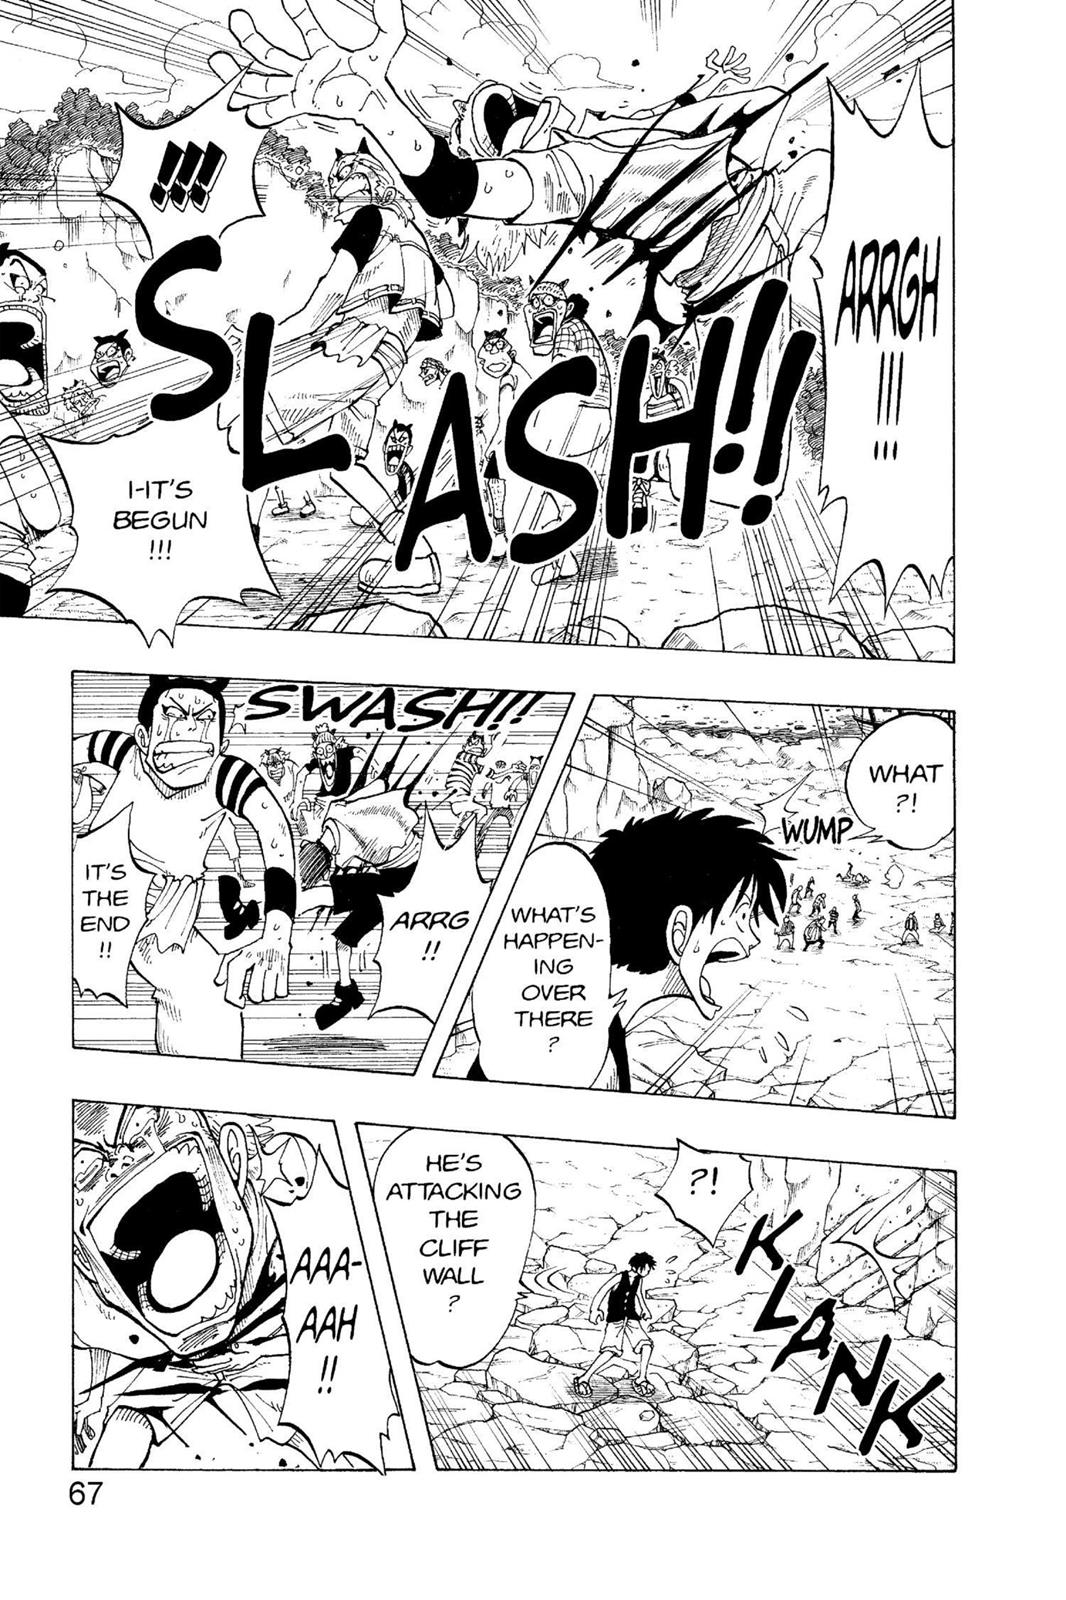 ARRGH
!!!
!!!
SLASH!!
!!!
I-IT'S
BEGUN
!!!
WHAT
?!
WUMP
WHAT'S
HAPPEN-
ING
OVER
THERE
?
SWASH!!
ARRG
!!
IT'S
THE
END
!!
?!
KLANK
HE'S
ATTACKING
THE
CLIFF
WALL
?
AAA-
AAH
!!
67